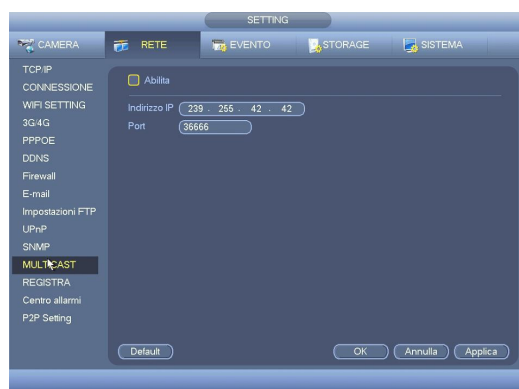 SETTING
CAMERA RETE EVENTO STORAGE SISTEMA
TCP/IP
CONNESSIONE
WIFI SETTING
3G/4G
PPPOE
DDNS
Firewall
E-mail
Impostazioni FTP
UPnP
SNMP
MULTICAST
REGISTRA
Centro allarmi
P2P Setting
Abilita
Indirizzo IP 239 . 255 . 42 . 42
Port 36666
Default OK Annulla Applica